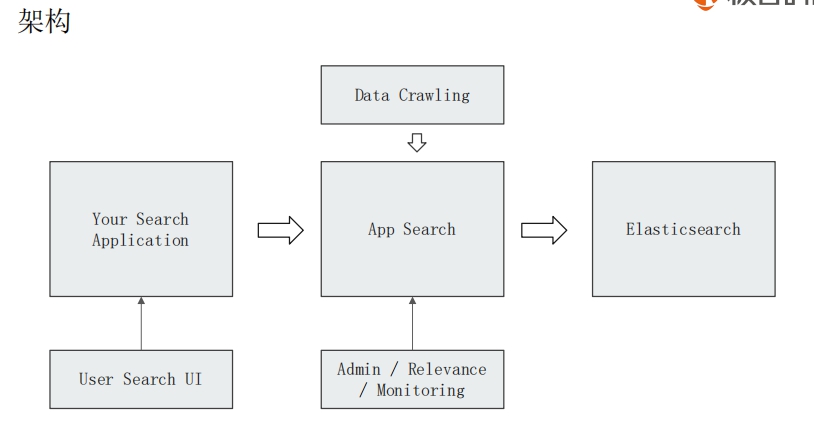 架构
Data Crawling
Your Search
Application
App Search
Elasticsearch
User Search UI
Admin / Relevance
/ Monitoring